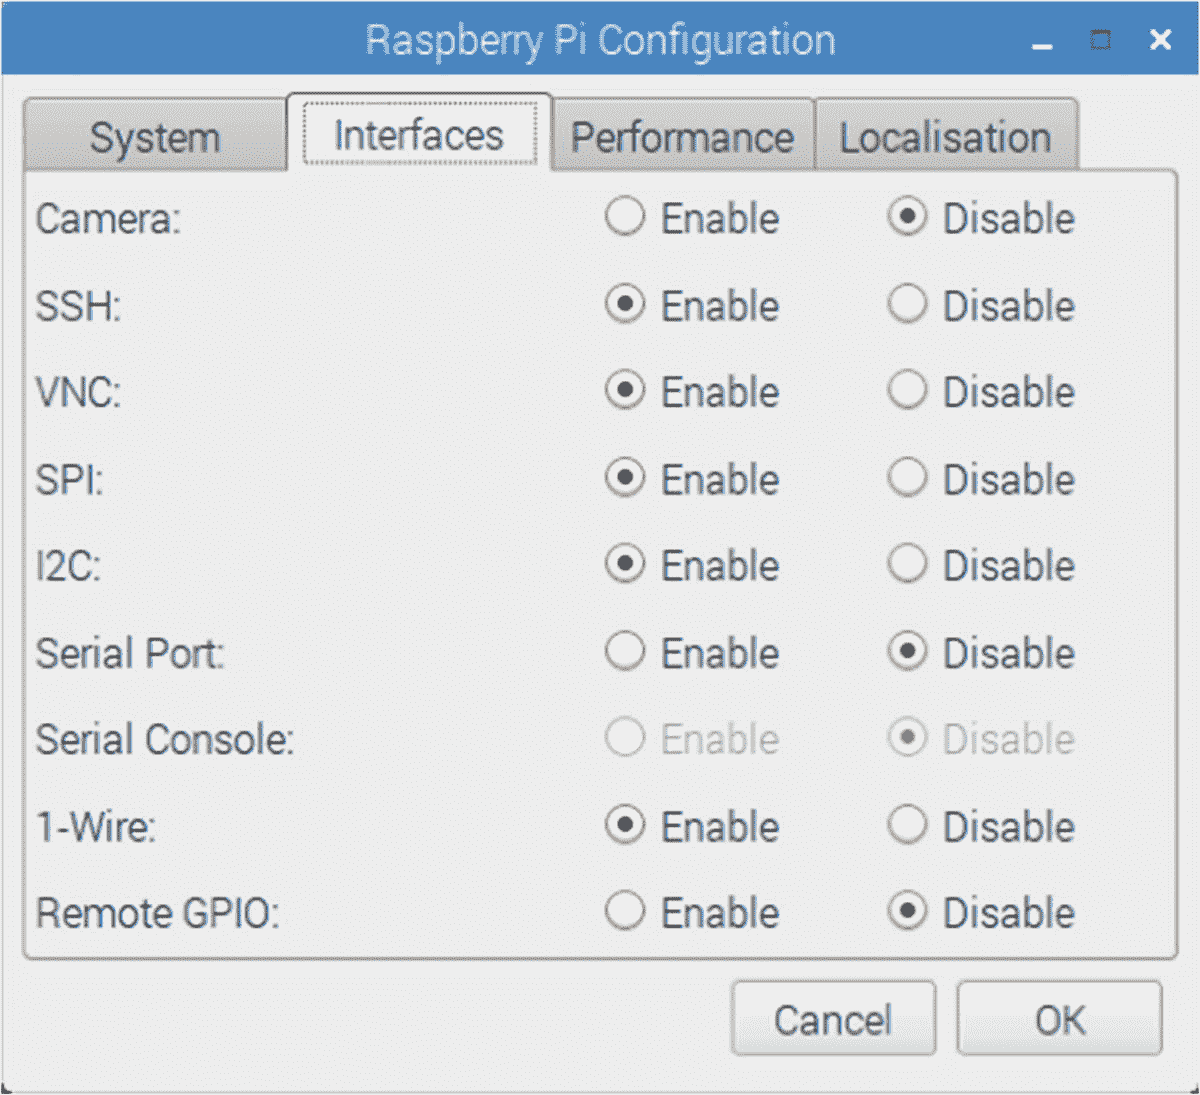 Raspberry Pi Configuration
System Interfaces Performance Localisation
Camera: Enable Disable
SSH: Enable Disable
VNC: Enable Disable
SPI: Enable Disable
I2C: Enable Disable
Serial Port: Enable Disable
Serial Console: Enable Disable
1-Wire: Enable Disable
Remote GPIO: Enable Disable
Cancel OK